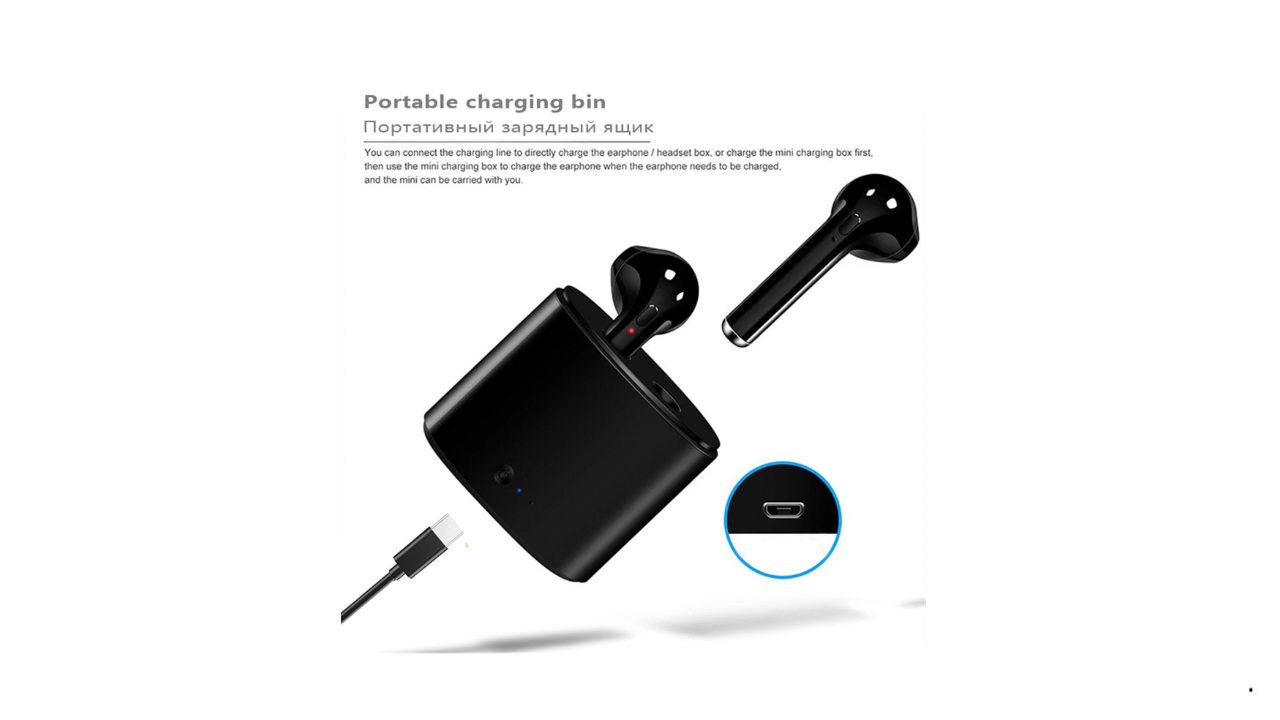 Portable charging bin
Портативный зарядный ящик
You can connect the charging line to directly charge the earphone / headset box, or charge the mini charging box first,
then use the mini charging box to charge the earphone when the earphone needs to be charged,
and the mini can be carried with you.